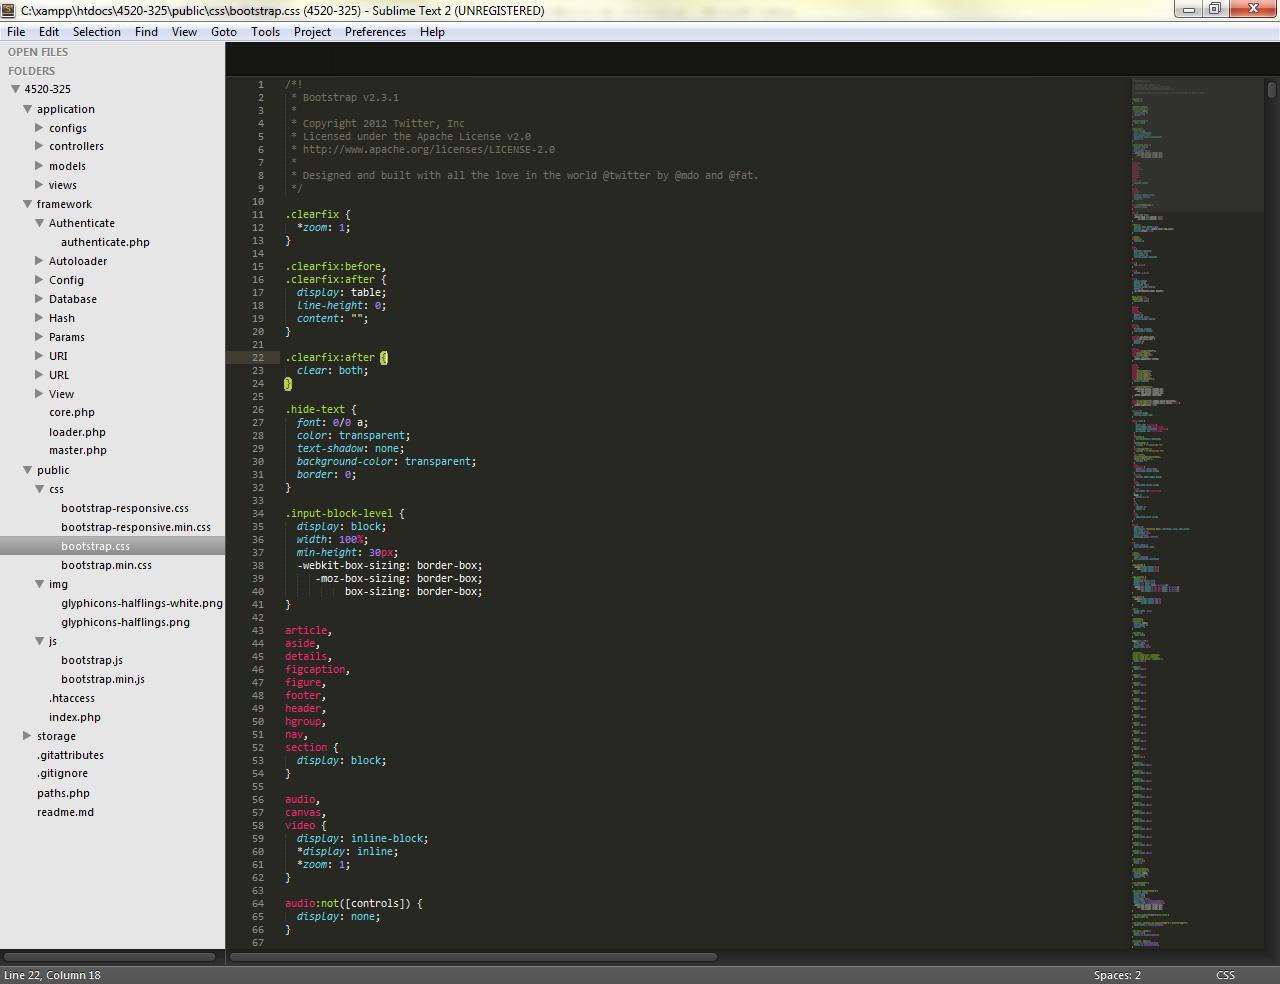 C:\xampp\htdocs\4520-325\public\css\bootstrap.css (4520-325) - Sublime Text 2 (UNREGISTERED)
File Edit Selection Find View Goto Tools Project Preferences Help
OPEN FILES
FOLDERS
4520-325
application
configs
controllers
models
views
framework
Authenticate
authenticate.php
Autoloader
Config
Database
Hash
Params
URI
URL
View
core.php
loader.php
master.php
public
css
bootstrap-responsive.css
bootstrap-responsive.min.css
bootstrap.css
bootstrap.min.css
img
glyphicons-halflings-white.png
glyphicons-halflings.png
js
bootstrap.js
bootstrap.min.js
.htaccess
index.php
storage
.gitattributes
.gitignore
paths.php
readme.md
1 /*!
2  * Bootstrap v2.3.1
3  *
4  * Copyright 2012 Twitter, Inc
5  * Licensed under the Apache License v2.0
6  * http://www.apache.org/licenses/LICENSE-2.0
7  *
8  * Designed and built with all the love in the world @twitter by @mdo and @fat.
9  */
10
11 .clearfix {
12   *zoom: 1;
13 }
14
15 .clearfix:before,
16 .clearfix:after {
17   display: table;
18   line-height: 0;
19   content: "";
20 }
21
22 .clearfix:after {
23   clear: both;
24 }
25
26 .hide-text {
27   font: 0/0 a;
28   color: transparent;
29   text-shadow: none;
30   background-color: transparent;
31   border: 0;
32 }
33
34 .input-block-level {
35   display: block;
36   width: 100%;
37   min-height: 30px;
38   -webkit-box-sizing: border-box;
39      -moz-box-sizing: border-box;
40           box-sizing: border-box;
41 }
42
43 article,
44 aside,
45 details,
46 figcaption,
47 figure,
48 footer,
49 header,
50 hgroup,
51 nav,
52 section {
53   display: block;
54 }
55
56 audio,
57 canvas,
58 video {
59   display: inline-block;
60   *display: inline;
61   *zoom: 1;
62 }
63
64 audio:not([controls]) {
65   display: none;
66 }
67
Line 22, Column 18 Spaces: 2 CSS